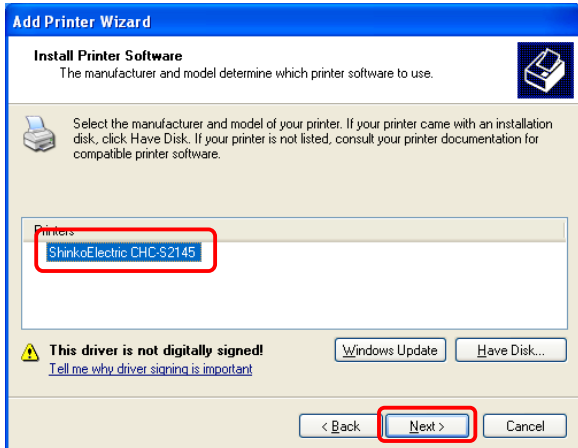 Add Printer Wizard
Install Printer Software
The manufacturer and model determine which printer software to use.
Select the manufacturer and model of your printer. If your printer came with an installation
disk, click Have Disk. If your printer is not listed, consult your printer documentation for
compatible printer software.
Printers
ShinkoElectric CHC-S2145
This driver is not digitally signed!
Tell me why driver signing is important
Windows Update
Have Disk...
< Back
Next >
Cancel